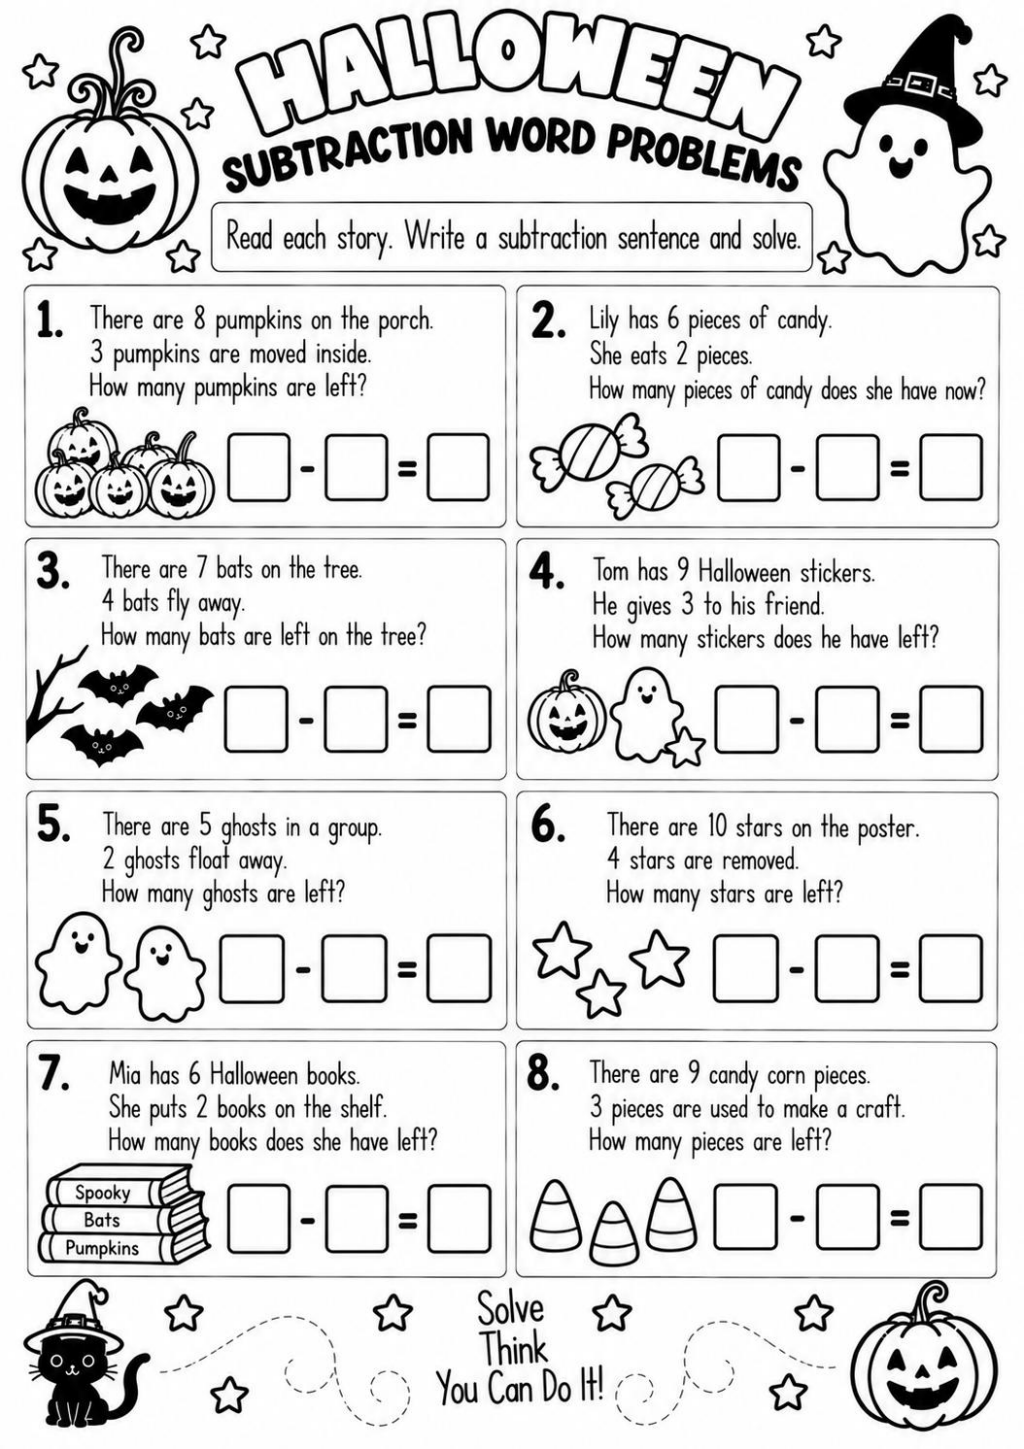 HALLOWEEN
SUBTRACTION WORD PROBLEMS
Read each story. Write a subtraction sentence and solve.
1. There are 8 pumpkins on the porch.
3 pumpkins are moved inside.
How many pumpkins are left?
- =
2. Lily has 6 pieces of candy.
She eats 2 pieces.
How many pieces of candy does she have now?
- =
3. There are 7 bats on the tree.
4 bats fly away.
How many bats are left on the tree?
- =
4. Tom has 9 Halloween stickers.
He gives 3 to his friend.
How many stickers does he have left?
- =
5. There are 5 ghosts in a group.
2 ghosts float away.
How many ghosts are left?
- =
6. There are 10 stars on the poster.
4 stars are removed.
How many stars are left?
- =
7. Mia has 6 Halloween books.
She puts 2 books on the shelf.
How many books does she have left?
Spooky
Bats
Pumpkins
- =
8. There are 9 candy corn pieces.
3 pieces are used to make a craft.
How many pieces are left?
- =
Solve
Think
You Can Do It!